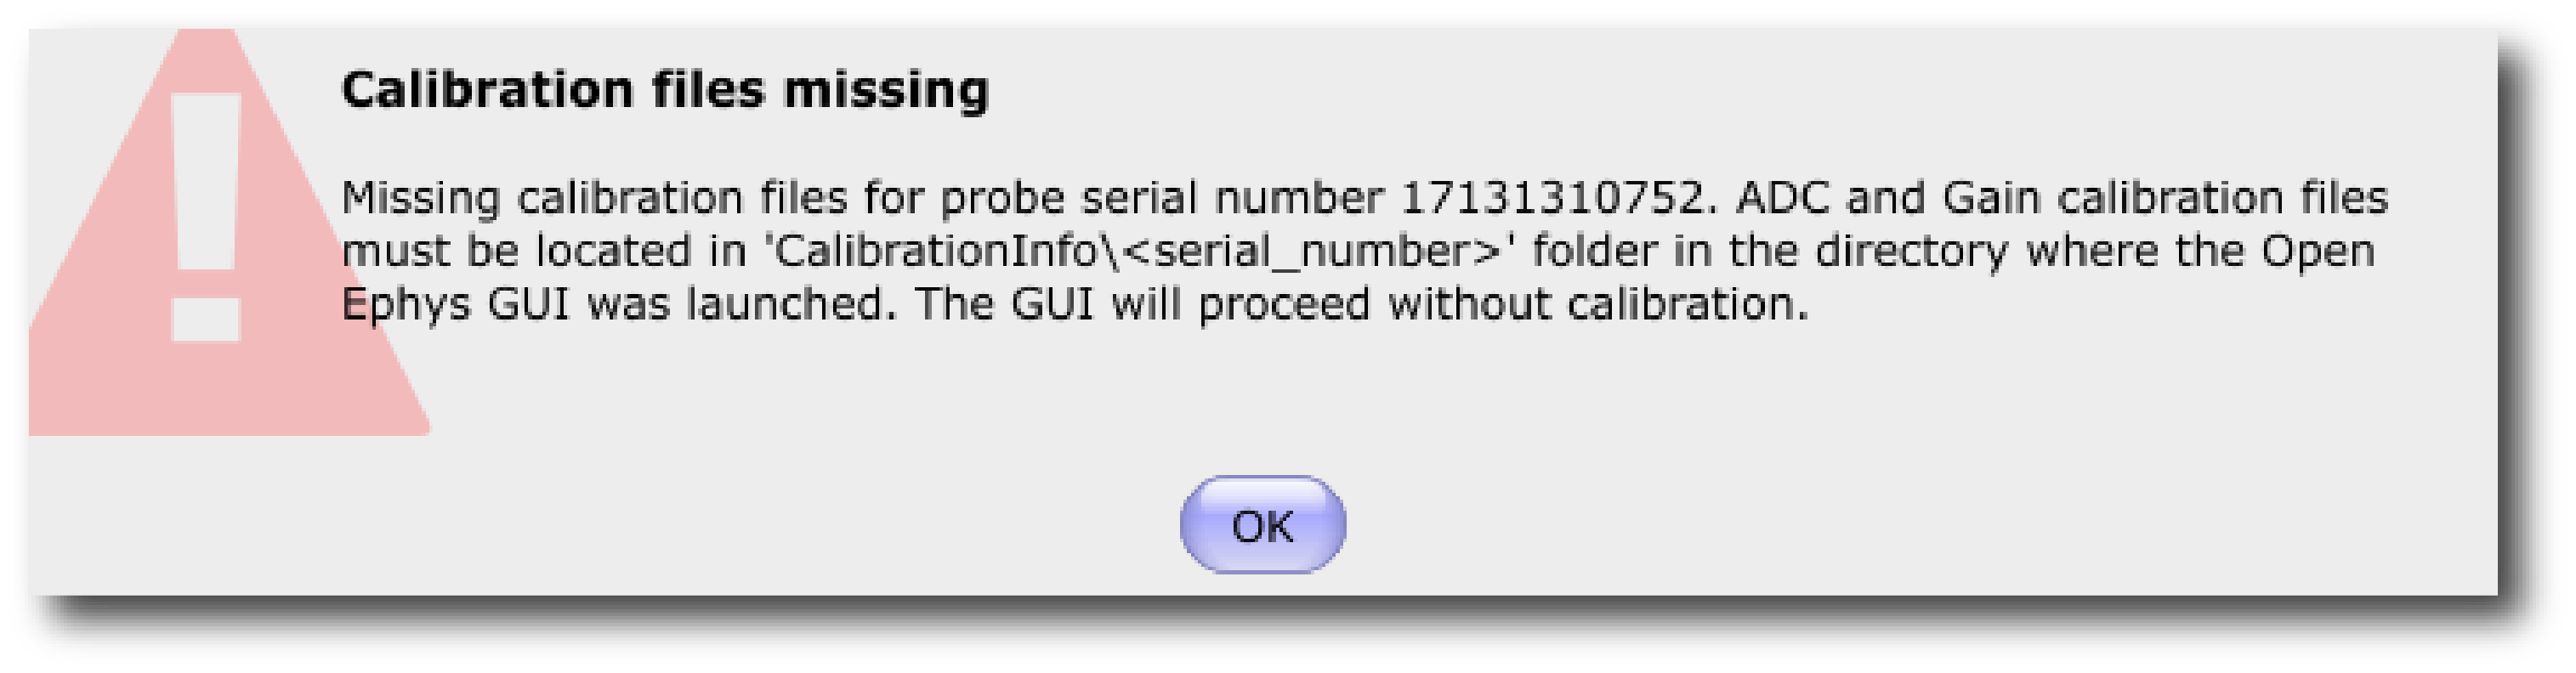 Calibration files missing
Missing calibration files for probe serial number 17131310752. ADC and Gain calibration files
must be located in 'CalibrationInfo\<serial_number>' folder in the directory where the Open
Ephys GUI was launched. The GUI will proceed without calibration.
OK